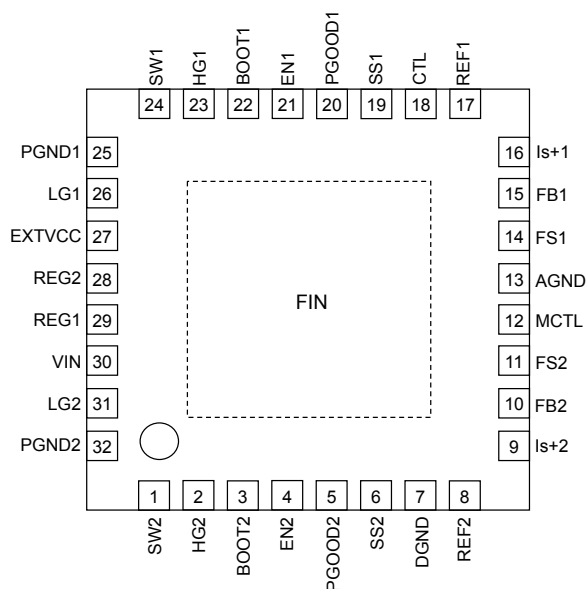 SW1
HG1
BOOT1
EN1
PGOOD1
SS1
CTL
REF1
24
23
22
21
20
19
18
17
PGND1 25
LG1 26
EXTVCC 27
REG2 28
REG1 29
VIN 30
LG2 31
PGND2 32
FIN
16 Is+1
15 FB1
14 FS1
13 AGND
12 MCTL
11 FS2
10 FB2
9 Is+2
1
2
3
4
5
6
7
8
SW2
HG2
BOOT2
EN2
PGOOD2
SS2
DGND
REF2